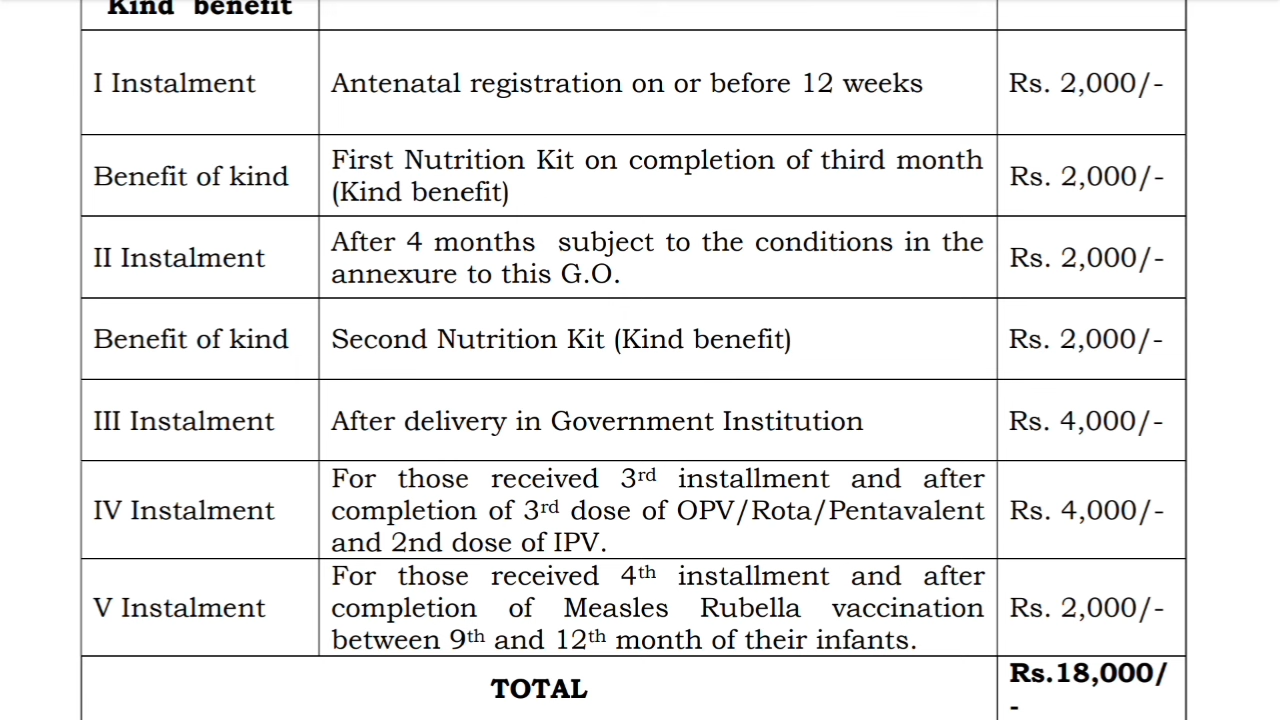 Kind benefit
I Instalment
Antenatal registration on or before 12 weeks
Rs. 2,000/-
Benefit of kind
First Nutrition Kit on completion of third month
(Kind benefit)
Rs. 2,000/-
II Instalment
After 4 months subject to the conditions in the
annexure to this G.O.
Rs. 2,000/-
Benefit of kind
Second Nutrition Kit (Kind benefit)
Rs. 2,000/-
III Instalment
After delivery in Government Institution
Rs. 4,000/-
IV Instalment
For those received 3rd installment and after
completion of 3rd dose of OPV/Rota/Pentavalent
and 2nd dose of IPV.
Rs. 4,000/-
V Instalment
For those received 4th installment and after
completion of Measles Rubella vaccination
between 9th and 12th month of their infants.
Rs. 2,000/-
TOTAL
Rs.18,000/
-